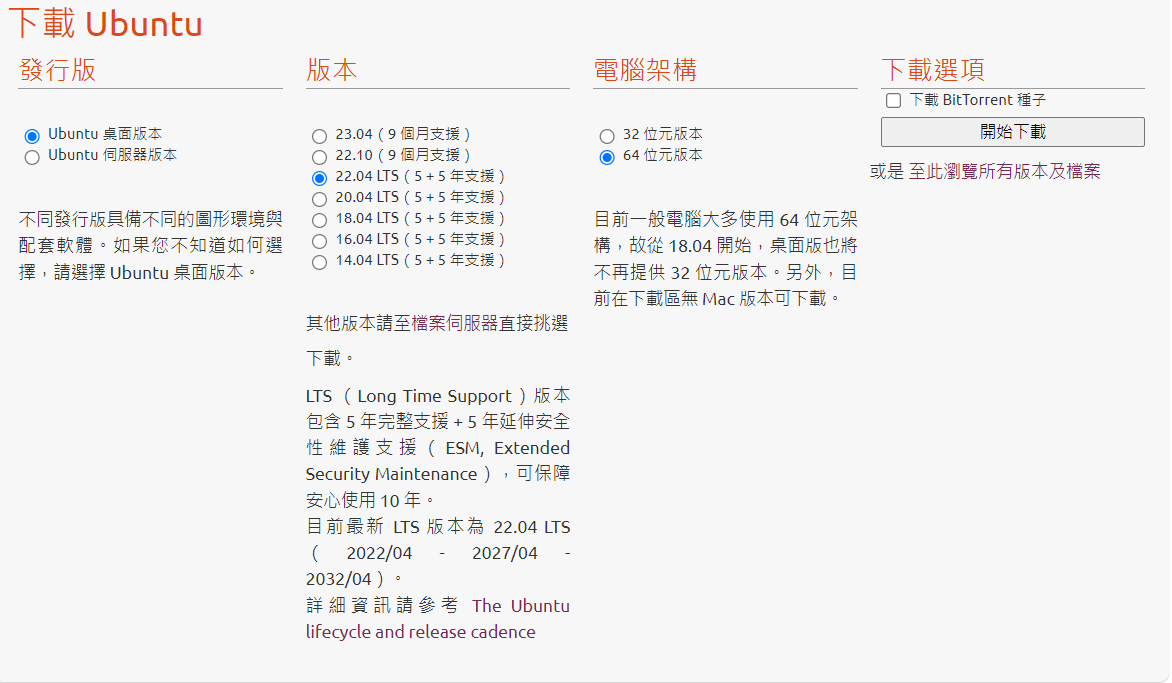 下載 Ubuntu
發行版
Ubuntu 桌面版本
Ubuntu 伺服器版本
不同發行版具備不同的圖形環境與
配套軟體。如果您不知道如何選
擇，請選擇 Ubuntu 桌面版本。
版本
23.04（9 個月支援）
22.10（9 個月支援）
22.04 LTS（5 + 5 年支援）
20.04 LTS（5 + 5 年支援）
18.04 LTS（5 + 5 年支援）
16.04 LTS（5 + 5 年支援）
14.04 LTS（5 + 5 年支援）
其他版本請至檔案伺服器直接挑選
下載。
LTS （Long Time Support）版本
包含 5 年完整支援 + 5 年延伸安全
性維護支援（ESM, Extended
Security Maintenance），可保障
安心使用 10 年。
目前最新 LTS 版本為 22.04 LTS
（ 2022/04 - 2027/04 -
2032/04）。
詳細資訊請參考 The Ubuntu
lifecycle and release cadence
電腦架構
32 位元版本
64 位元版本
目前一般電腦大多使用 64 位元架
構，故從 18.04 開始，桌面版也將
不再提供 32 位元版本。另外，目
前在下載區無 Mac 版本可下載。
下載選項
下載 BitTorrent 種子
開始下載
或是 至此瀏覽所有版本及檔案